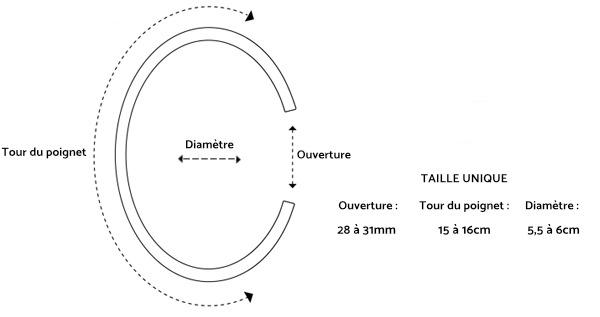 Tour du poignet
Diamètre
Ouverture
TAILLE UNIQUE
Ouverture : Tour du poignet : Diamètre :
28 à 31mm 15 à 16cm 5,5 à 6cm